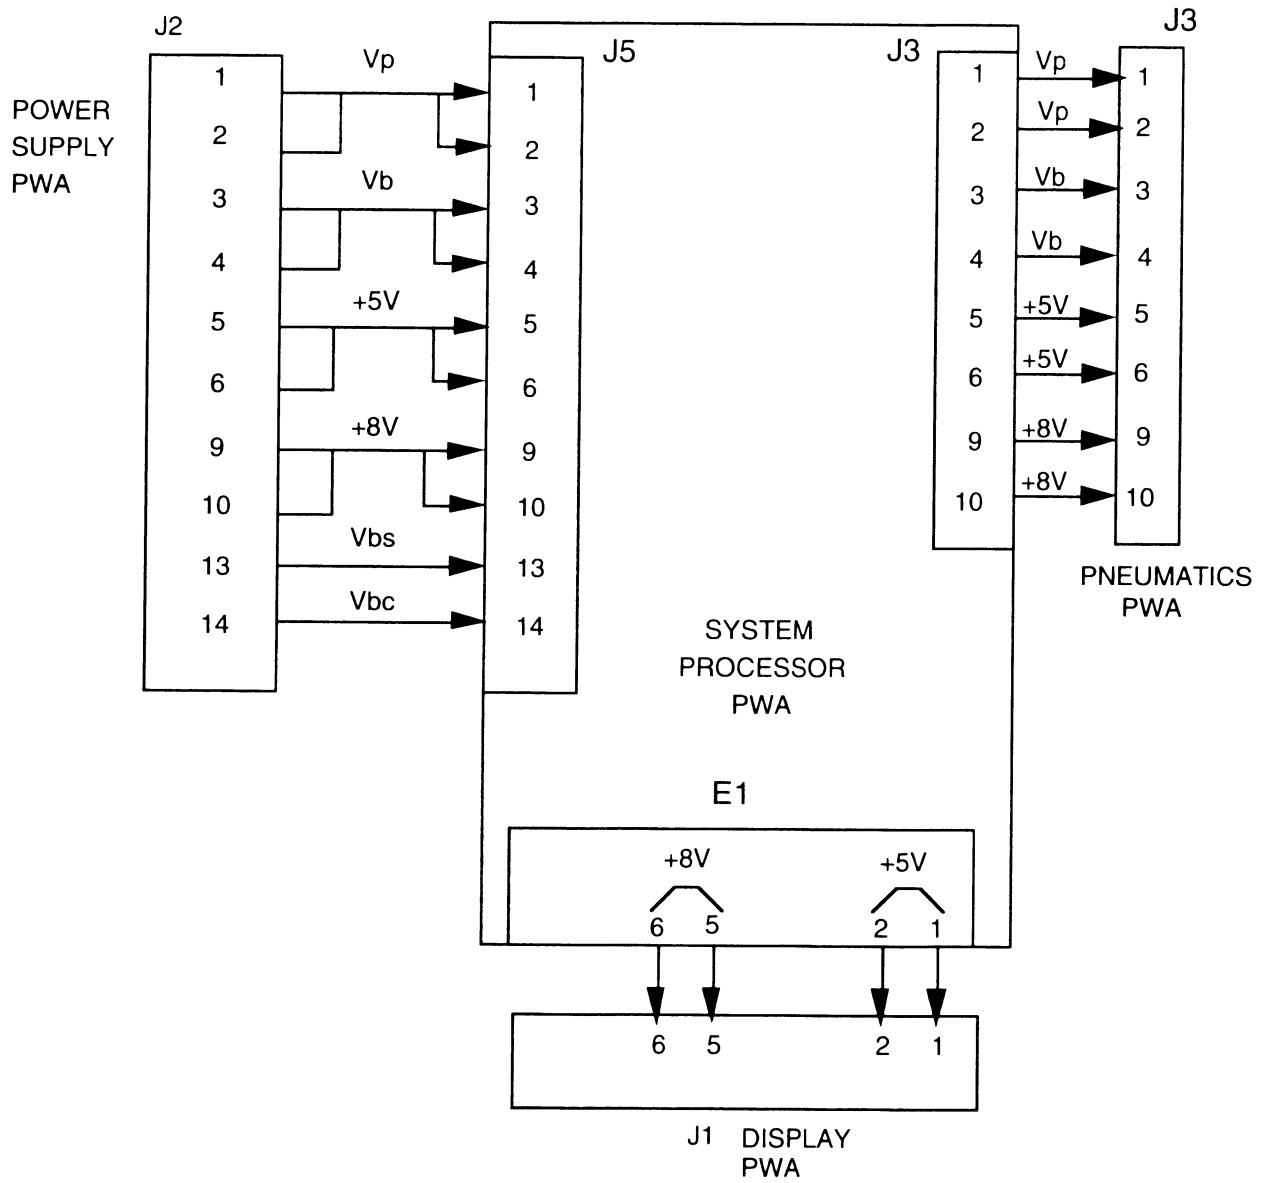 J2
POWER
SUPPLY
PWA
1
2
3
4
5
6
9
10
13
14
Vp
Vb
+5V
+8V
Vbs
Vbc
J5
1
2
3
4
5
6
9
10
13
14
SYSTEM
PROCESSOR
PWA
J3
1
2
3
4
5
6
9
10
Vp
Vp
Vb
Vb
+5V
+5V
+8V
+8V
J3
1
2
3
4
5
6
9
10
PNEUMATICS
PWA
E1
+8V +5V
6 5 2 1
6 5 2 1
J1 DISPLAY
PWA